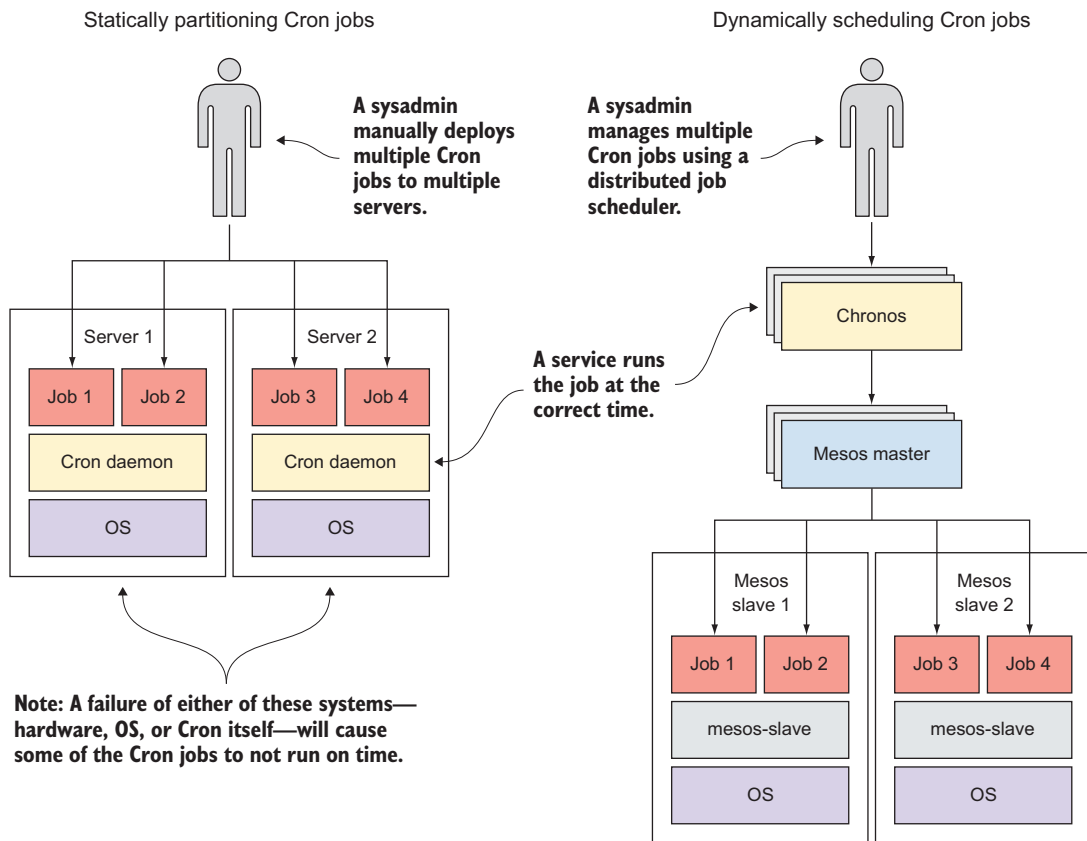 Statically partitioning Cron jobs
A sysadmin
manually deploys
multiple Cron
jobs to multiple
servers.
Server 1
Job 1
Job 2
Cron daemon
OS
Server 2
Job 3
Job 4
Cron daemon
OS
Note: A failure of either of these systems—
hardware, OS, or Cron itself—will cause
some of the Cron jobs to not run on time.
A service runs
the job at the
correct time.
Dynamically scheduling Cron jobs
A sysadmin
manages multiple
Cron jobs using a
distributed job
scheduler.
Chronos
Mesos master
Mesos
slave 1
Job 1
Job 2
mesos-slave
OS
Mesos
slave 2
Job 3
Job 4
mesos-slave
OS